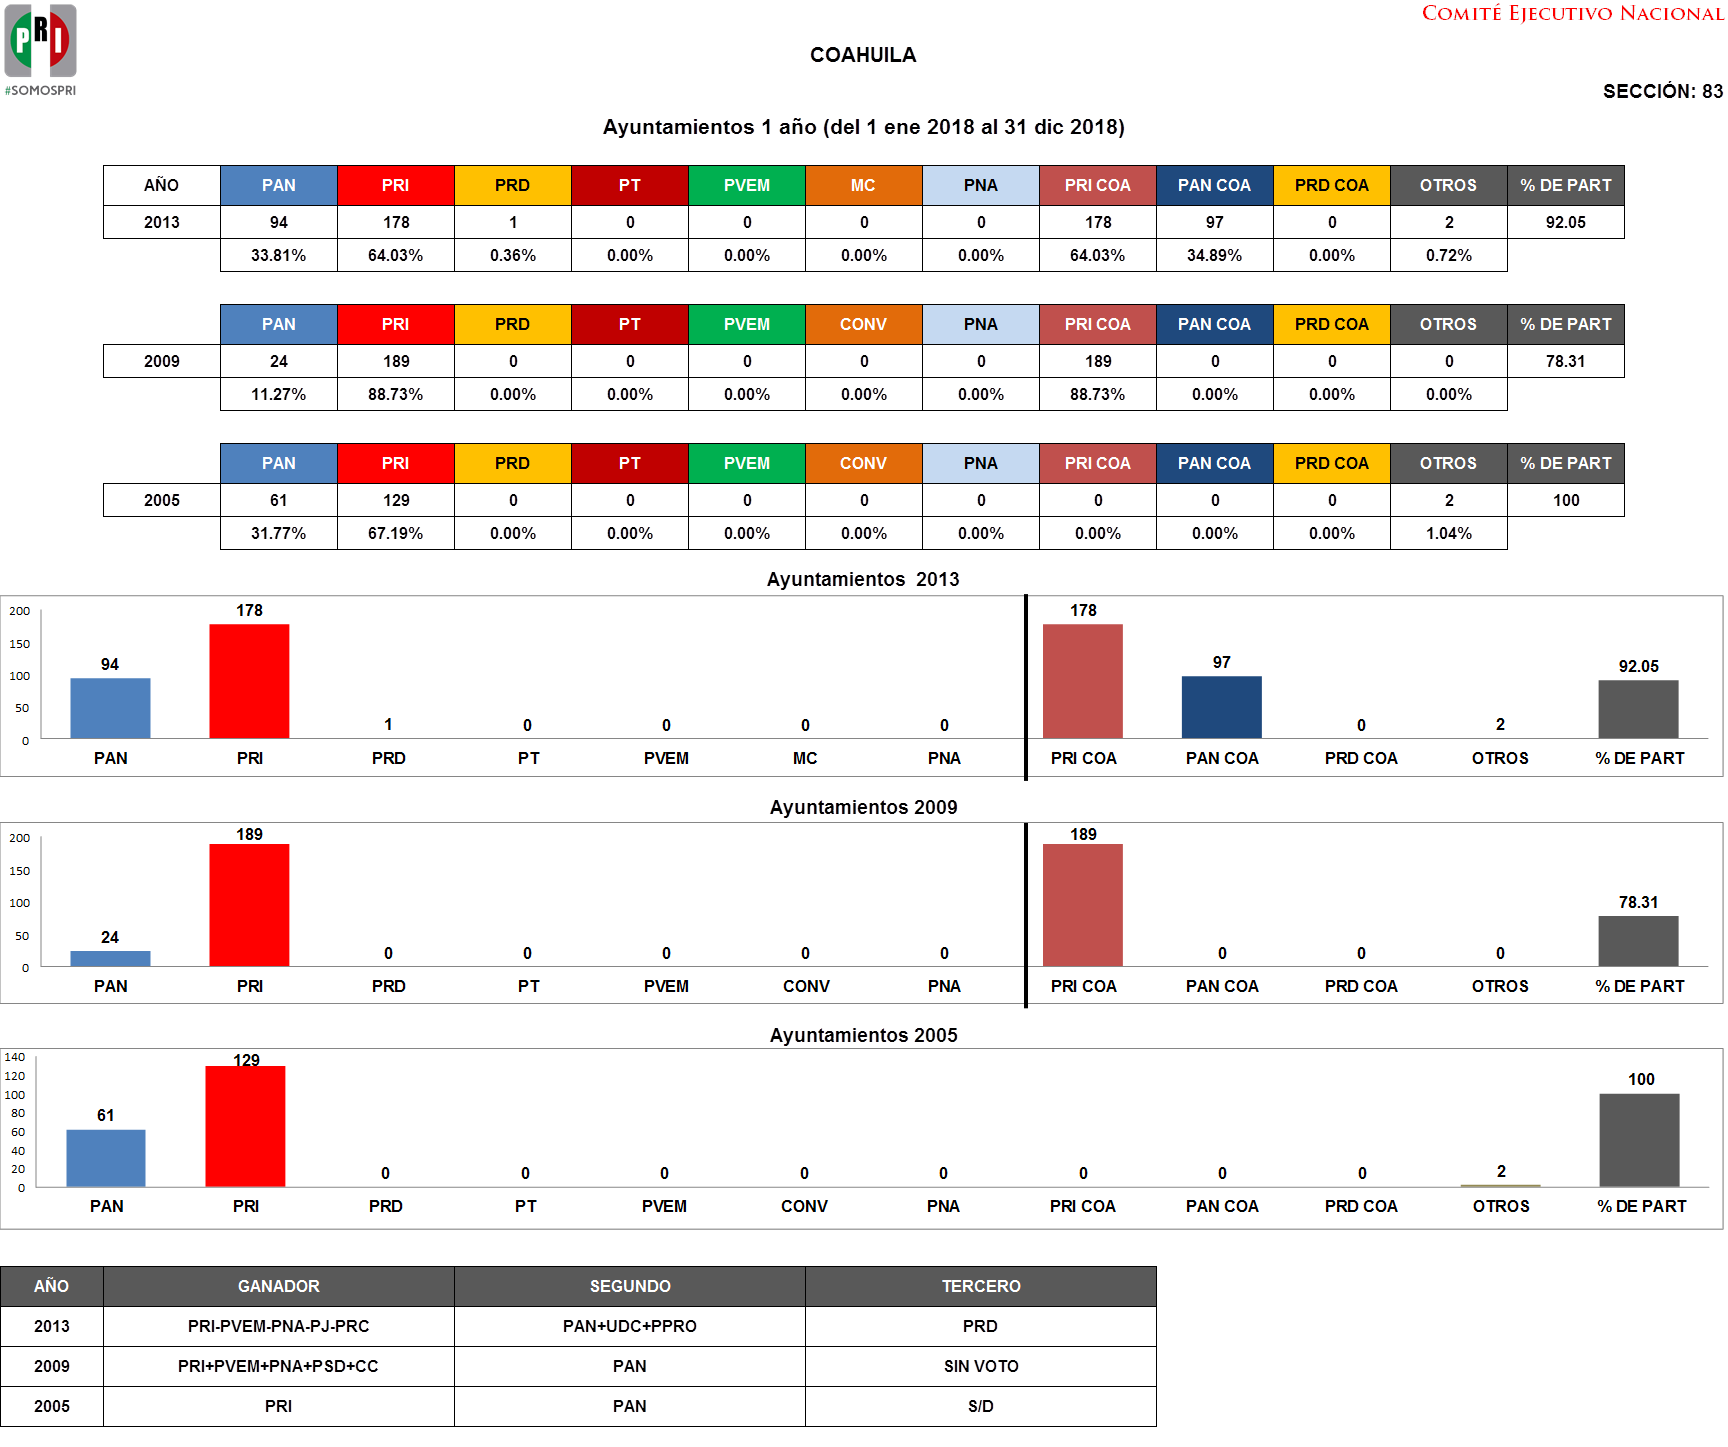 COMITÉ EJECUTIVO NACIONAL
PRI
#SOMOSPRI
COAHUILA
SECCIÓN: 83
Ayuntamientos 1 año (del 1 ene 2018 al 31 dic 2018)
AÑO PAN PRI PRD PT PVEM MC PNA PRI COA PAN COA PRD COA OTROS % DE PART
2013 94 178 1 0 0 0 0 178 97 0 2 92.05
33.81% 64.03% 0.36% 0.00% 0.00% 0.00% 0.00% 64.03% 34.89% 0.00% 0.72%
PAN PRI PRD PT PVEM CONV PNA PRI COA PAN COA PRD COA OTROS % DE PART
2009 24 189 0 0 0 0 0 189 0 0 0 78.31
11.27% 88.73% 0.00% 0.00% 0.00% 0.00% 0.00% 88.73% 0.00% 0.00% 0.00%
PAN PRI PRD PT PVEM CONV PNA PRI COA PAN COA PRD COA OTROS % DE PART
2005 61 129 0 0 0 0 0 0 0 0 2 100
31.77% 67.19% 0.00% 0.00% 0.00% 0.00% 0.00% 0.00% 0.00% 0.00% 1.04%
Ayuntamientos 2013
200
150
100
50
0
94 178 1 0 0 0 0 178 97 0 2 92.05
PAN PRI PRD PT PVEM MC PNA PRI COA PAN COA PRD COA OTROS % DE PART
Ayuntamientos 2009
200
150
100
50
0
24 189 0 0 0 0 0 189 0 0 0 78.31
PAN PRI PRD PT PVEM CONV PNA PRI COA PAN COA PRD COA OTROS % DE PART
Ayuntamientos 2005
140
120
100
80
60
40
20
0
61 129 0 0 0 0 0 0 0 0 2 100
PAN PRI PRD PT PVEM CONV PNA PRI COA PAN COA PRD COA OTROS % DE PART
AÑO GANADOR SEGUNDO TERCERO
2013 PRI-PVEM-PNA-PJ-PRC PAN+UDC+PPRO PRD
2009 PRI+PVEM+PNA+PSD+CC PAN SIN VOTO
2005 PRI PAN S/D